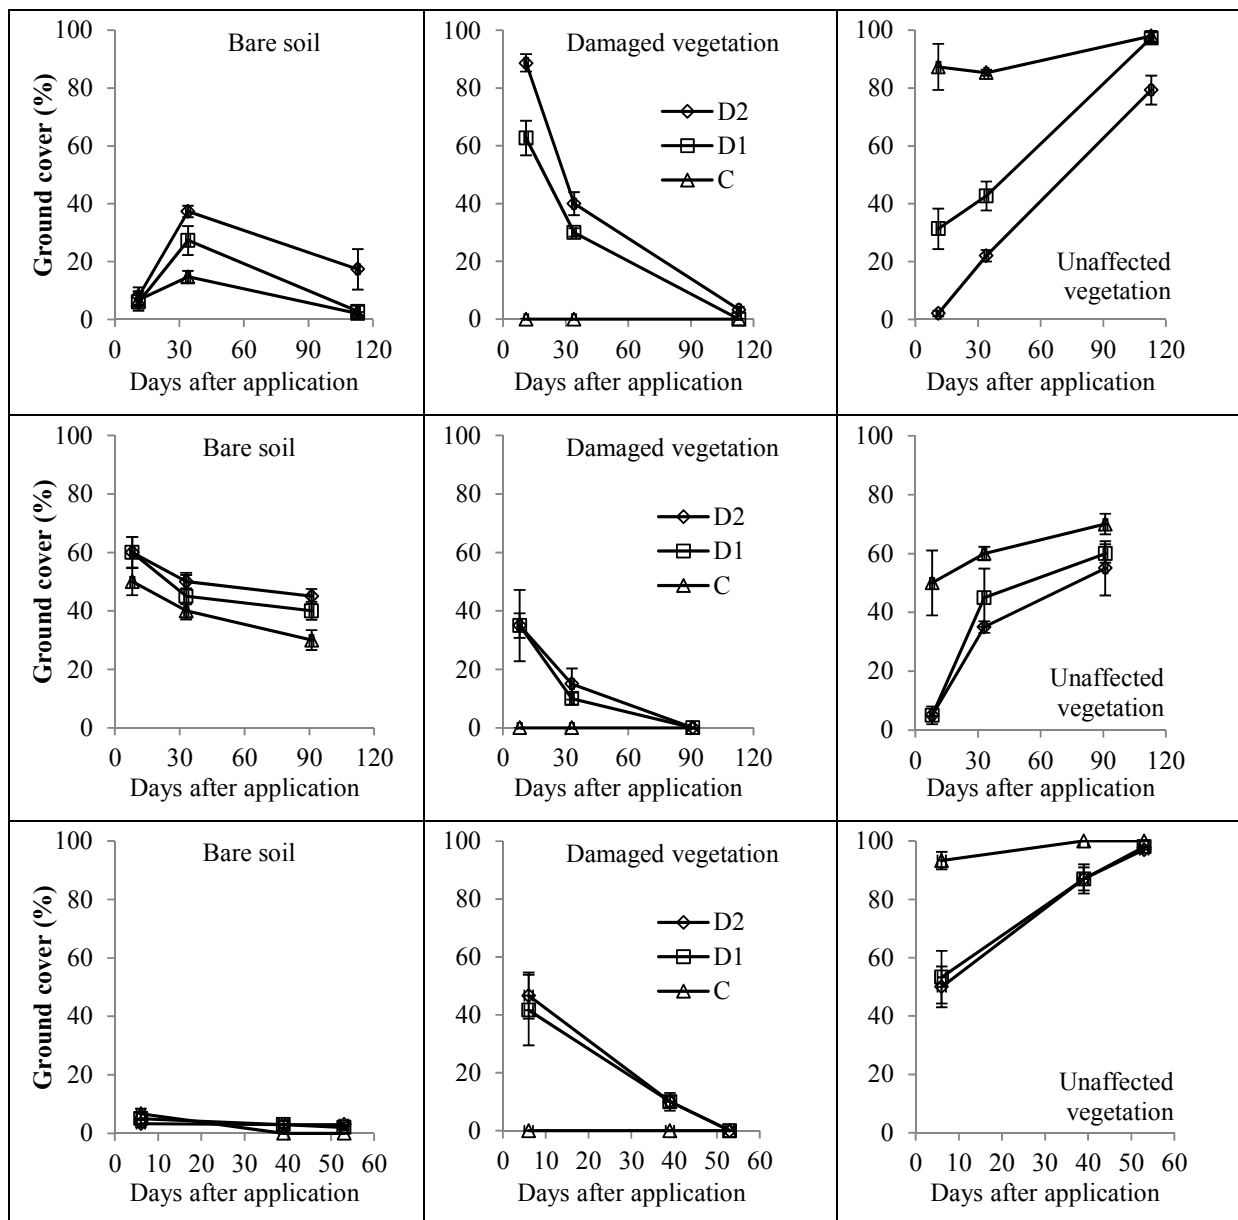 Bare soil
Ground cover (%)
100
80
60
40
20
0
0 30 60 90 120
Days after application
Damaged vegetation
100
80
60
40
20
0
D2
D1
C
0 30 60 90 120
Days after application
100
80
60
40
20
0
Unaffected
vegetation
0 30 60 90 120
Days after application
Bare soil
Ground cover (%)
100
80
60
40
20
0
0 30 60 90 120
Days after application
Damaged vegetation
100
80
60
40
20
0
D2
D1
C
0 30 60 90 120
Days after application
100
80
60
40
20
0
Unaffected
vegetation
0 30 60 90 120
Days after application
Bare soil
Ground cover (%)
100
80
60
40
20
0
0 10 20 30 40 50 60
Days after application
Damaged vegetation
100
80
60
40
20
0
D2
D1
C
0 10 20 30 40 50 60
Days after application
100
80
60
40
20
0
Unaffected
vegetation
0 10 20 30 40 50 60
Days after application